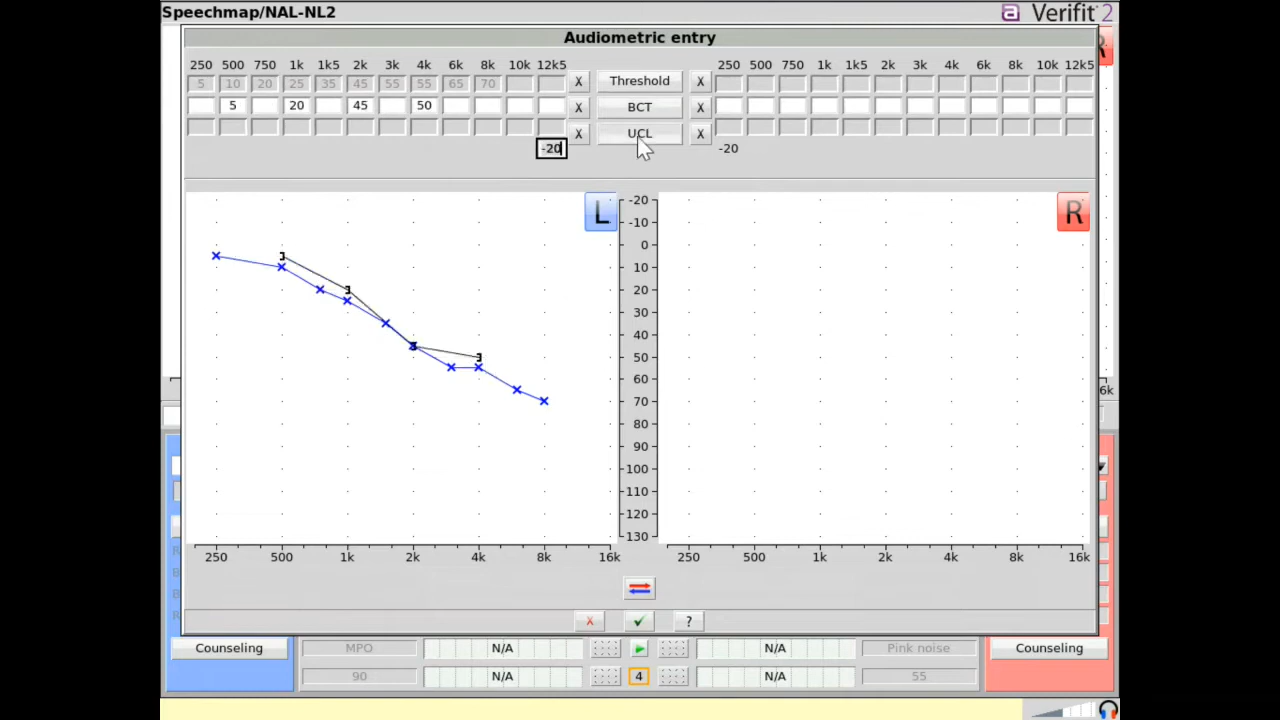 Speechmap/NAL-NL2
a Verifit 2
Audiometric entry
250 500 750 1k 1k5 2k 3k 4k 6k 8k 10k 12k5 250 500 750 1k 1k5 2k 3k 4k 6k 8k 10k 12k5
5 10 20 25 35 45 55 55 65 70 X Threshold X
5 20 45 50 X BCT X
X UCL X
-20 -20
L R
R
-20
-10
0
10
20
30
40
50
60
70
80
90
100
110
120
130
250 500 1k 2k 4k 8k 16k 250 500 1k 2k 4k 8k 16k
6k
R
B
B
R
x ✓ ?
Counseling MPO N/A N/A Pink noise Counseling
90 N/A 4 N/A 55